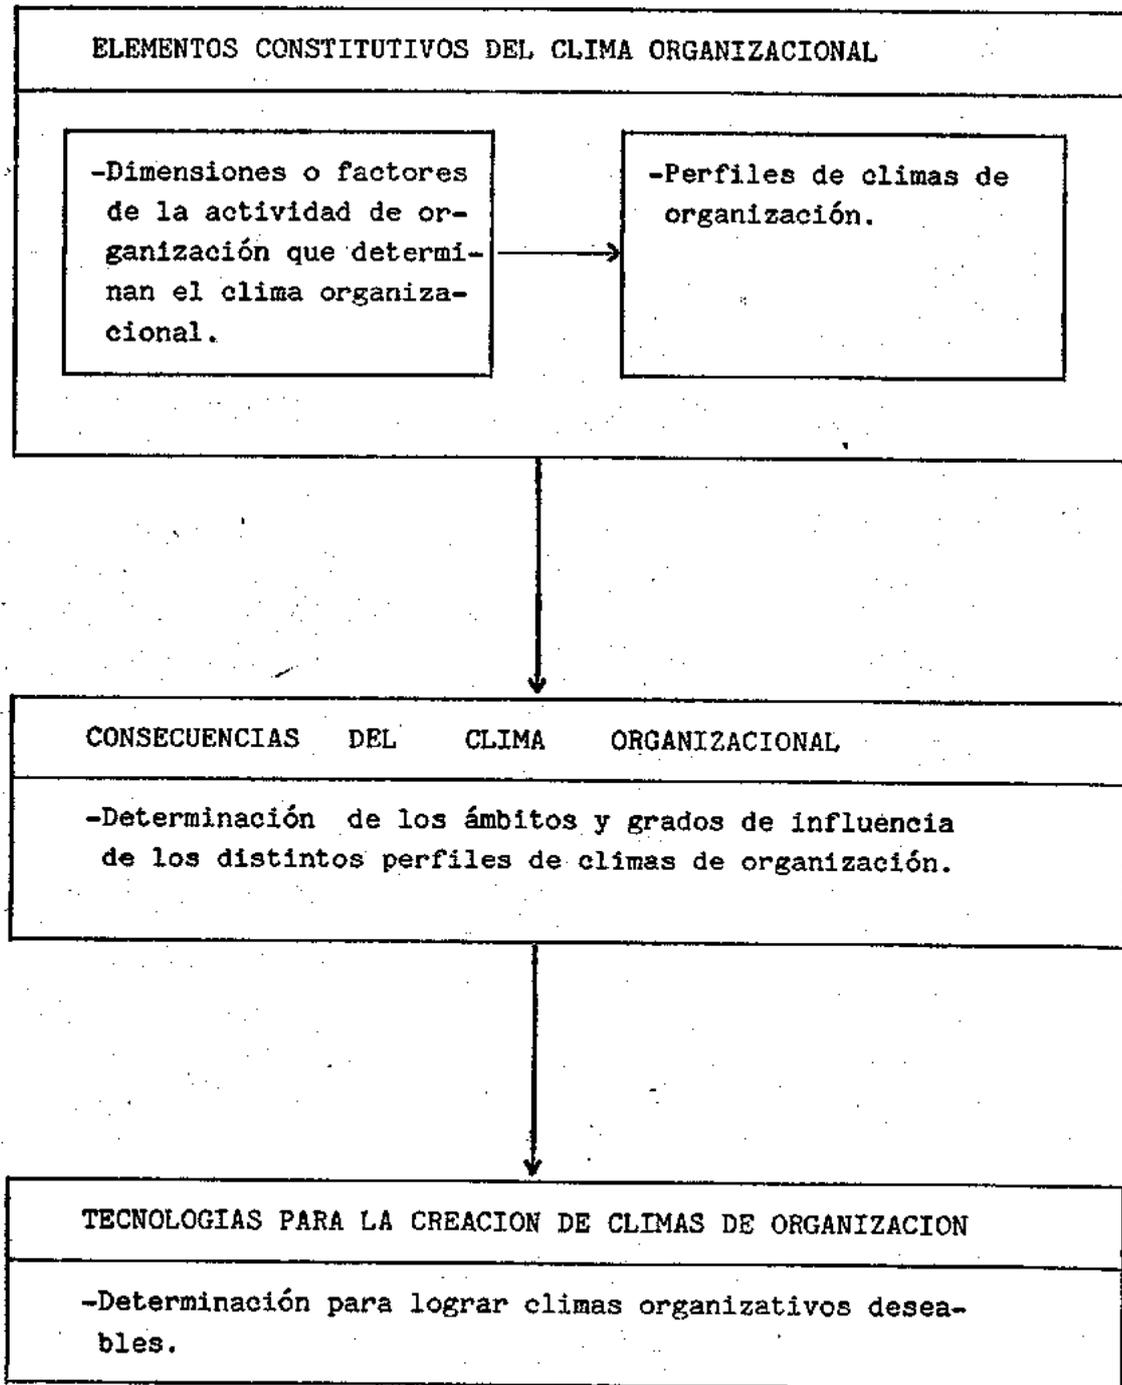 ELEMENTOS CONSTITUTIVOS DEL CLIMA ORGANIZACIONAL
-Dimensiones o factores
de la actividad de or-
ganización que determi-
nan el clima organiza-
cional.
-Perfiles de climas de
organización.
CONSECUENCIAS DEL CLIMA ORGANIZACIONAL
-Determinación de los ámbitos y grados de influencia
de los distintos perfiles de climas de organización.
TECNOLOGIAS PARA LA CREACION DE CLIMAS DE ORGANIZACION
-Determinación para lograr climas organizativos desea-
bles.